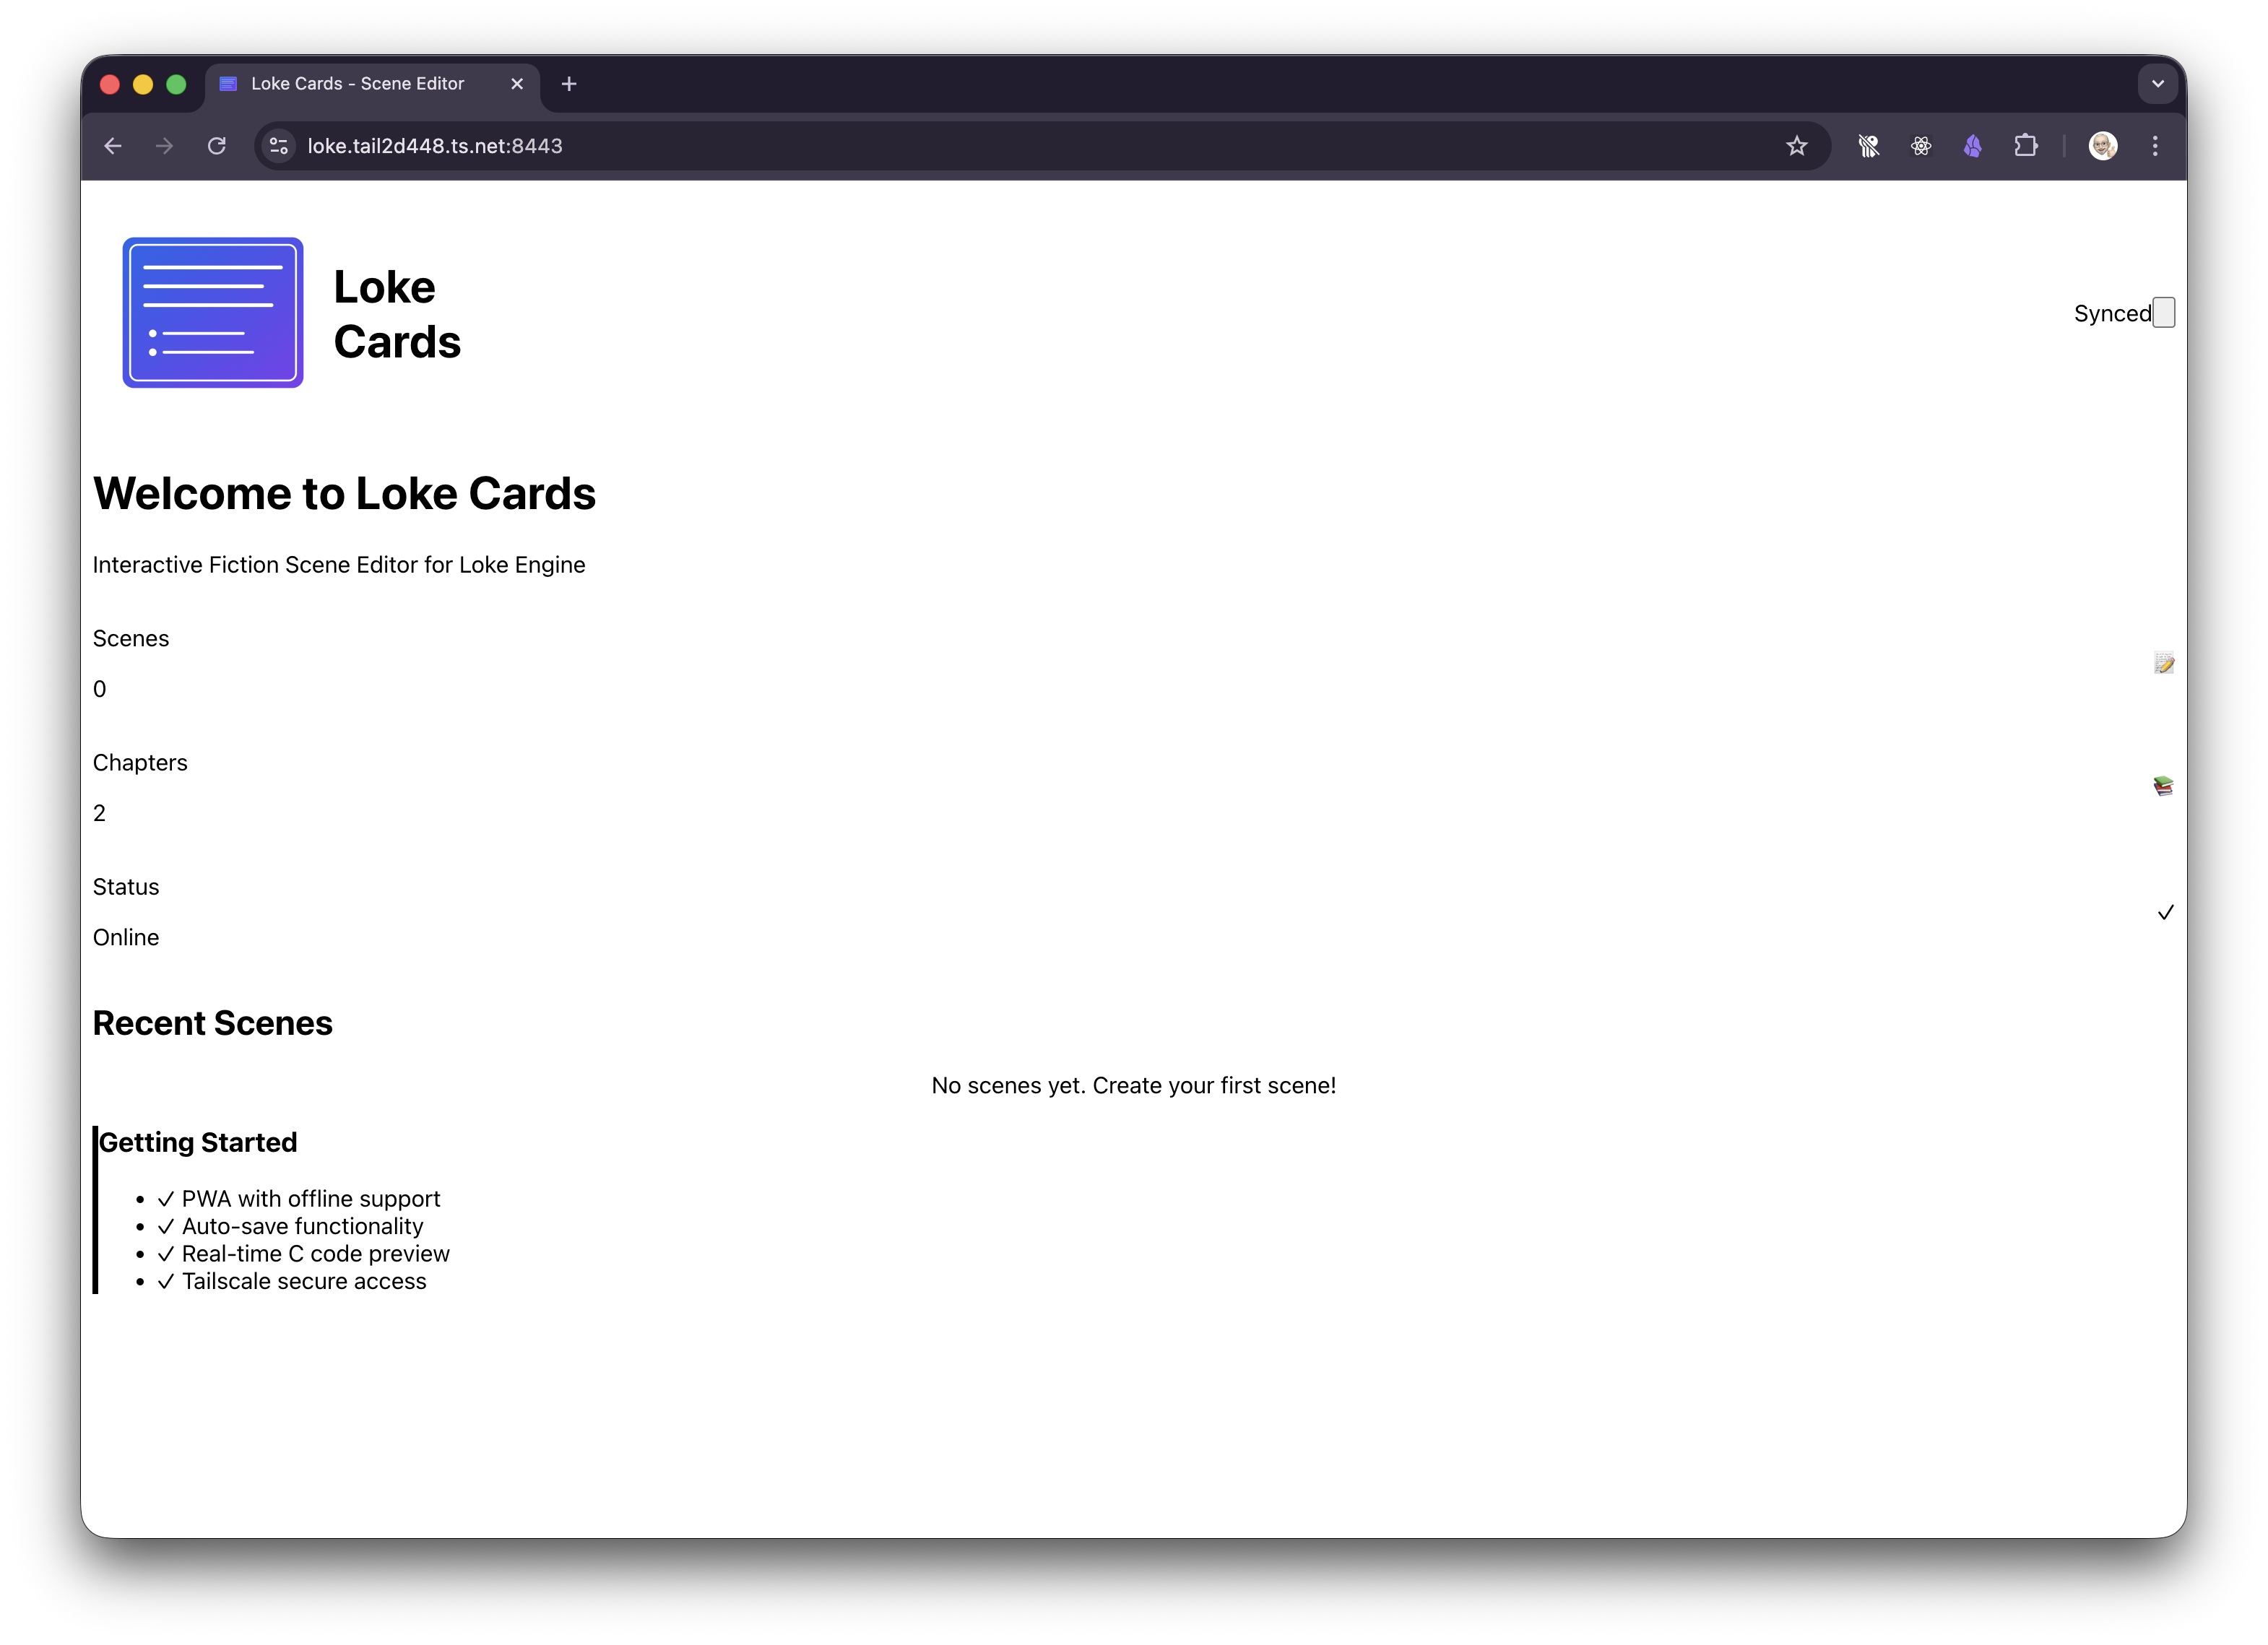 Loke Cards - Scene Editor
loke.tail2d448.ts.net:8443
Loke
Cards
Synced
Welcome to Loke Cards
Interactive Fiction Scene Editor for Loke Engine
Scenes
0
Chapters
2
Status
✓
Online
Recent Scenes
No scenes yet. Create your first scene!
Getting Started
• ✓ PWA with offline support
• ✓ Auto-save functionality
• ✓ Real-time C code preview
• ✓ Tailscale secure access